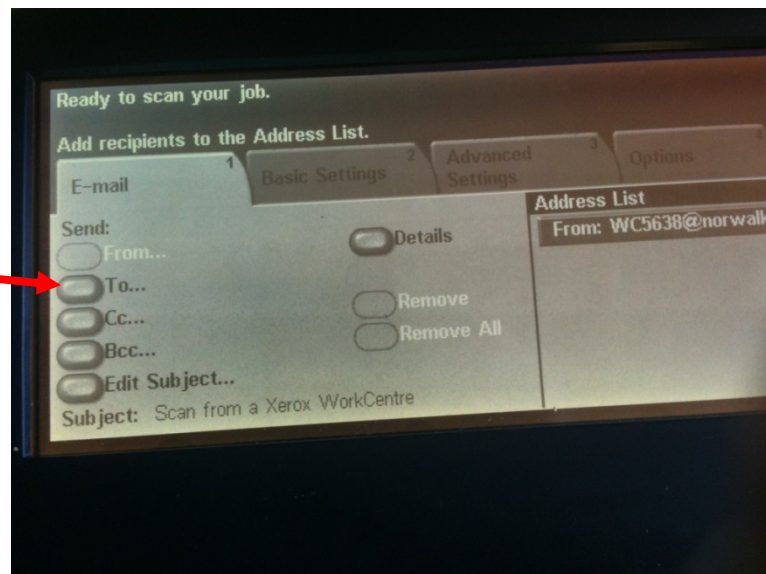 Ready to scan your job.
Add recipients to the Address List.
E-mail 1
Basic Settings 2
Advanced Settings 3
Options 4
Send:
From...
To...
Cc...
Bcc...
Edit Subject...
Subject: Scan from a Xerox WorkCentre
Details
Remove
Remove All
Address List
From: WC5638@norwalk